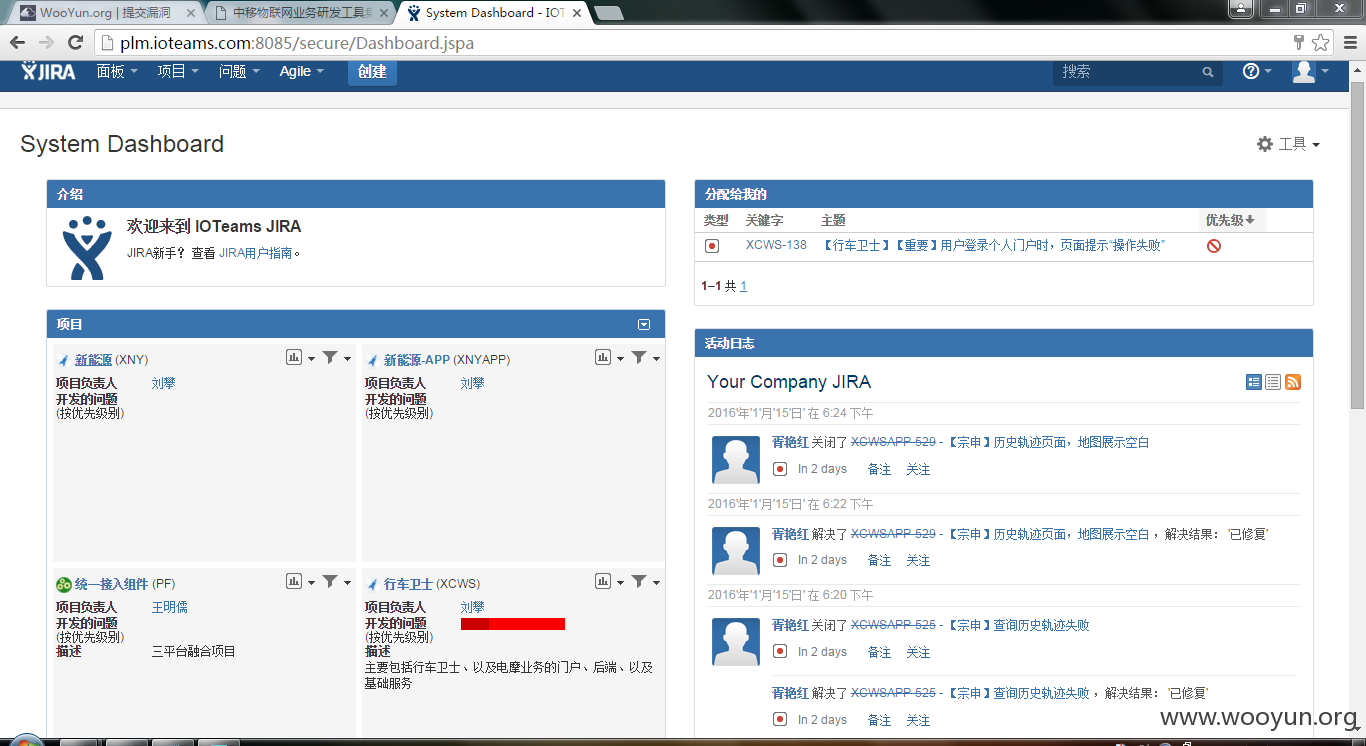 WooYun.org | 提交漏洞
中移物联网业务研发工具集
System Dashboard - IOT
plm.ioteams.com:8085/secure/Dashboard.jspa
JIRA 面板 项目 问题 Agile 创建 搜索
System Dashboard
工具
介绍
欢迎来到 IOTeams JIRA
JIRA新手？ 查看 JIRA用户指南。
项目
新能源 (XNY)
项目负责人 刘攀
开发的问题
(按优先级别)
新能源-APP (XNYAPP)
项目负责人 刘攀
开发的问题
(按优先级别)
统一接入组件 (PF)
项目负责人 王明儒
开发的问题
(按优先级别)
描述 三平台融合项目
行车卫士 (XCWS)
项目负责人 刘攀
开发的问题
(按优先级别)
描述
主要包括行车卫士、以及电摩业务的门户、后端、以及
基础服务
分配给我的
类型 关键字 主题 优先级
XCWS-138 【行车卫士】【重要】用户登录个人门户时，页面提示“操作失败”
1–1 共 1
活动日志
Your Company JIRA
2016'年'1'月'15'日' 在 6:24 下午
胥艳红 关闭了 XCWSAPP-529 - 【宗申】历史轨迹页面，地图展示空白
In 2 days 备注 关注
2016'年'1'月'15'日' 在 6:22 下午
胥艳红 解决了 XCWSAPP-529 - 【宗申】历史轨迹页面，地图展示空白 ，解决结果： '已修复'
In 2 days 备注 关注
2016'年'1'月'15'日' 在 6:20 下午
胥艳红 关闭了 XCWSAPP-525 - 【宗申】查询历史轨迹失败
In 2 days 备注 关注
胥艳红 解决了 XCWSAPP-525 - 【宗申】查询历史轨迹失败 ，解决结果： '已修复'
In 2 days 备注 关注
www.wooyun.org